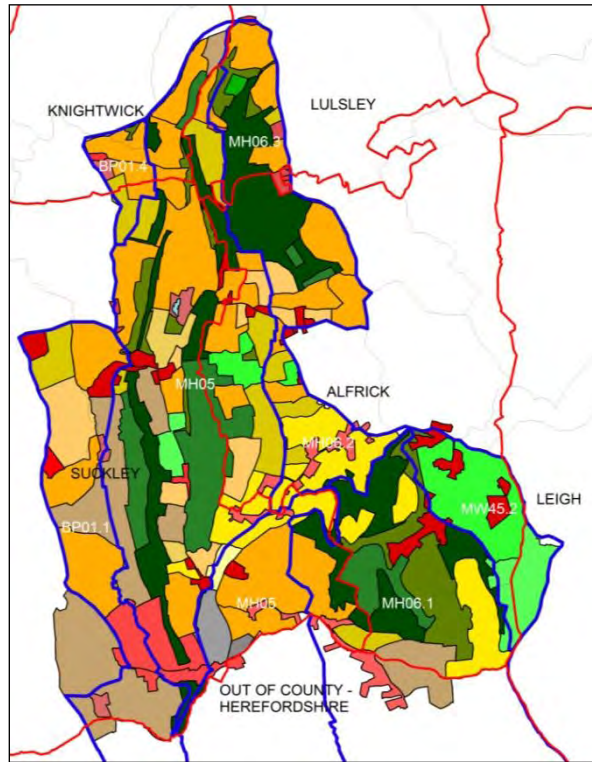 KNIGHTWICK
LULSLEY
MH06.3
BP01.4
MH05
ALFRICK
MH06.2
SUCKLEY
LEIGH
MW45.2
BP01.1
MH05
MH06.1
OUT OF COUNTY -
HEREFORDSHIRE